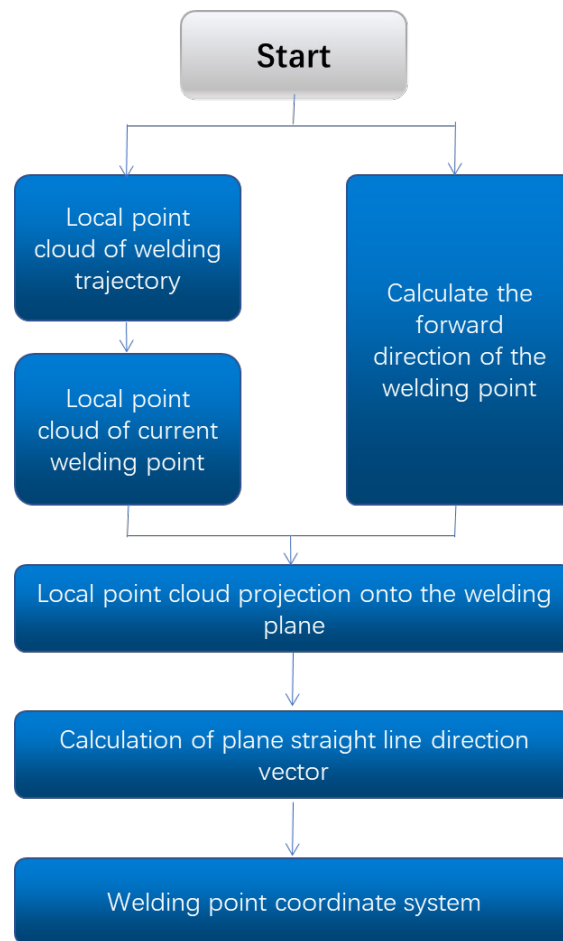 Start
Local point
cloud of welding
trajectory
Local point
cloud of current
welding point
Calculate the
forward
direction of the
welding point
Local point cloud projection onto the welding
plane
Calculation of plane straight line direction
vector
Welding point coordinate system